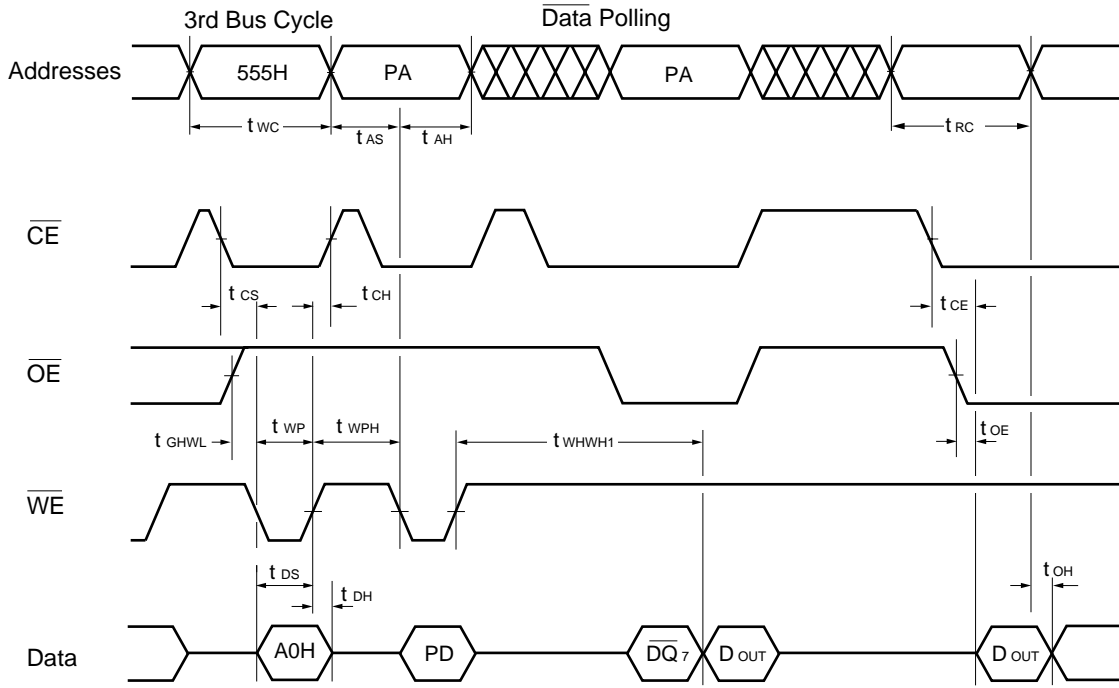 3rd Bus Cycle Data Polling
Addresses 555H PA PA
t WC t AS t AH t RC
CE
t CS t CH t CE
OE
t GHWL t WP t WPH t WHWH1 t OE
WE
t DS t DH t OH
Data A0H PD DQ 7 D OUT D OUT